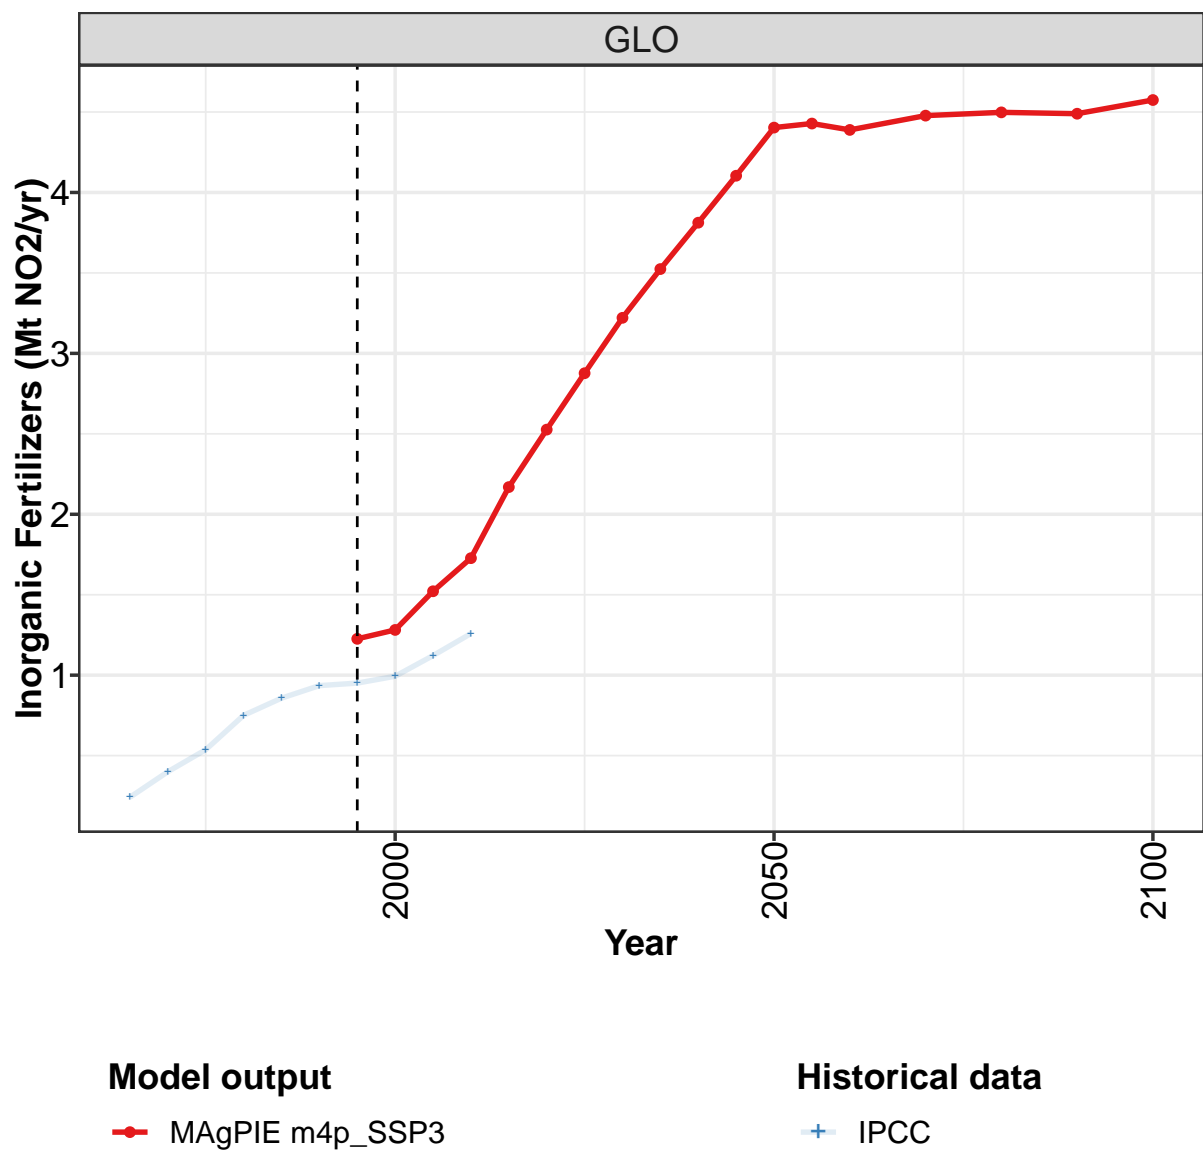 GLO
Inorganic Fertilizers (Mt NO2/yr)
4
3
2
1
2000
2050
2100
Year
Model output
MAgPIE m4p_SSP3
Historical data
IPCC